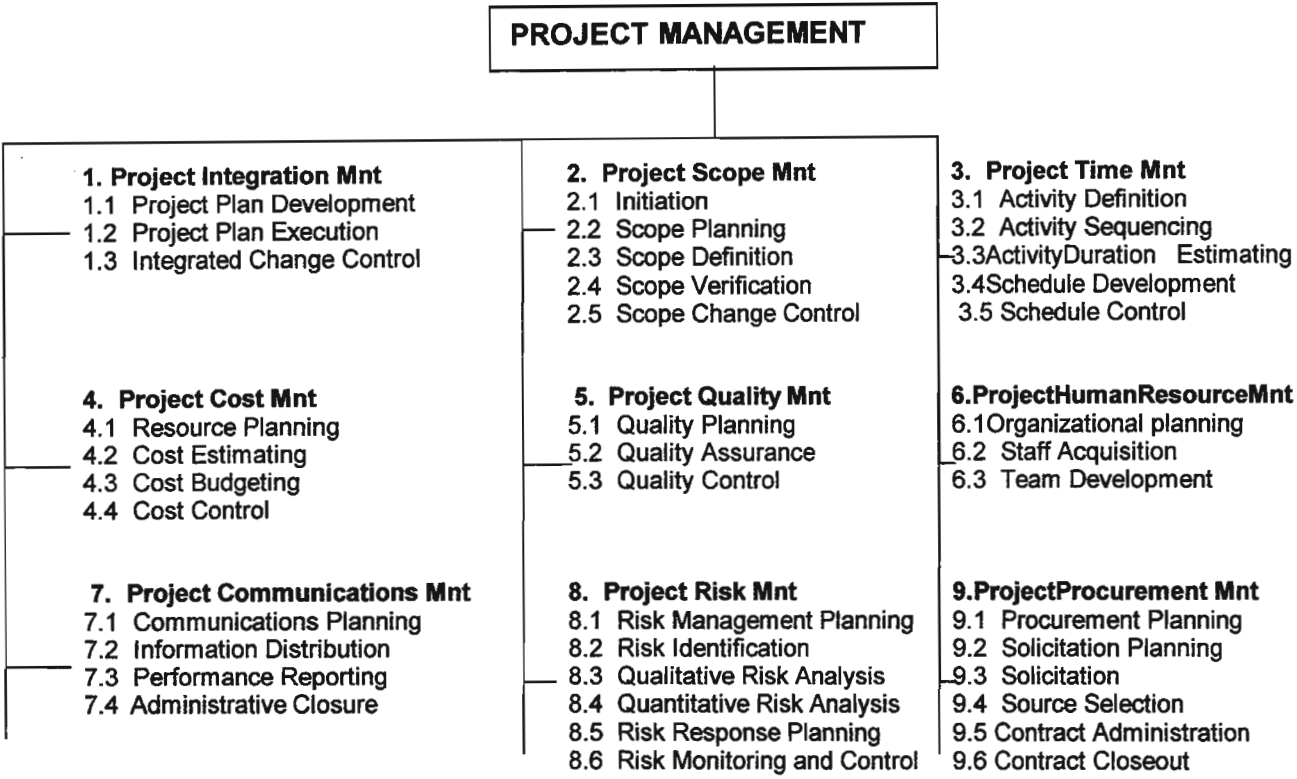 PROJECT MANAGEMENT
1. Project Integration Mnt
1.1 Project Plan Development
1.2 Project Plan Execution
1.3 Integrated Change Control
2. Project Scope Mnt
2.1 Initiation
2.2 Scope Planning
2.3 Scope Definition
2.4 Scope Verification
2.5 Scope Change Control
3. Project Time Mnt
3.1 Activity Definition
3.2 Activity Sequencing
3.3ActivityDuration Estimating
3.4Schedule Development
3.5 Schedule Control
4. Project Cost Mnt
4.1 Resource Planning
4.2 Cost Estimating
4.3 Cost Budgeting
4.4 Cost Control
5. Project Quality Mnt
5.1 Quality Planning
5.2 Quality Assurance
5.3 Quality Control
6.ProjectHumanResourceMnt
6.1Organizational planning
6.2 Staff Acquisition
6.3 Team Development
7. Project Communications Mnt
7.1 Communications Planning
7.2 Information Distribution
7.3 Performance Reporting
7.4 Administrative Closure
8. Project Risk Mnt
8.1 Risk Management Planning
8.2 Risk Identification
8.3 Qualitative Risk Analysis
8.4 Quantitative Risk Analysis
8.5 Risk Response Planning
8.6 Risk Monitoring and Control
9.ProjectProcurement Mnt
9.1 Procurement Planning
9.2 Solicitation Planning
9.3 Solicitation
9.4 Source Selection
9.5 Contract Administration
9.6 Contract Closeout